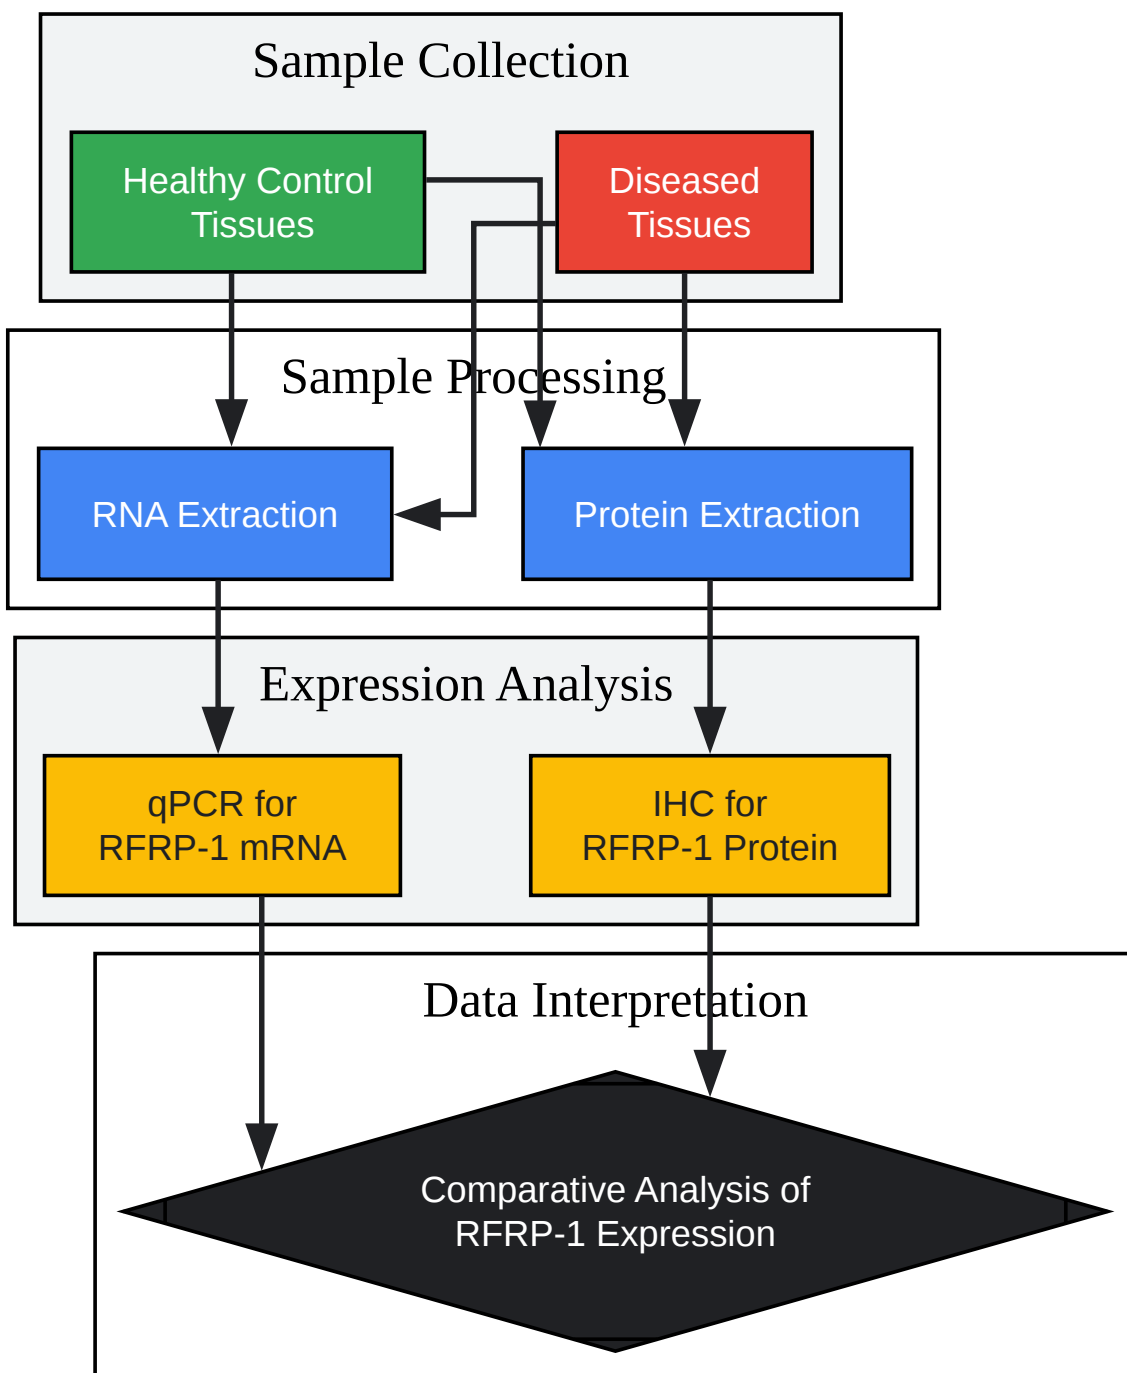 Sample Collection
Healthy Control
Tissues
Diseased
Tissues
Sample Processing
RNA Extraction
Protein Extraction
Expression Analysis
qPCR for
RFRP-1 mRNA
IHC for
RFRP-1 Protein
Data Interpretation
Comparative Analysis of
RFRP-1 Expression